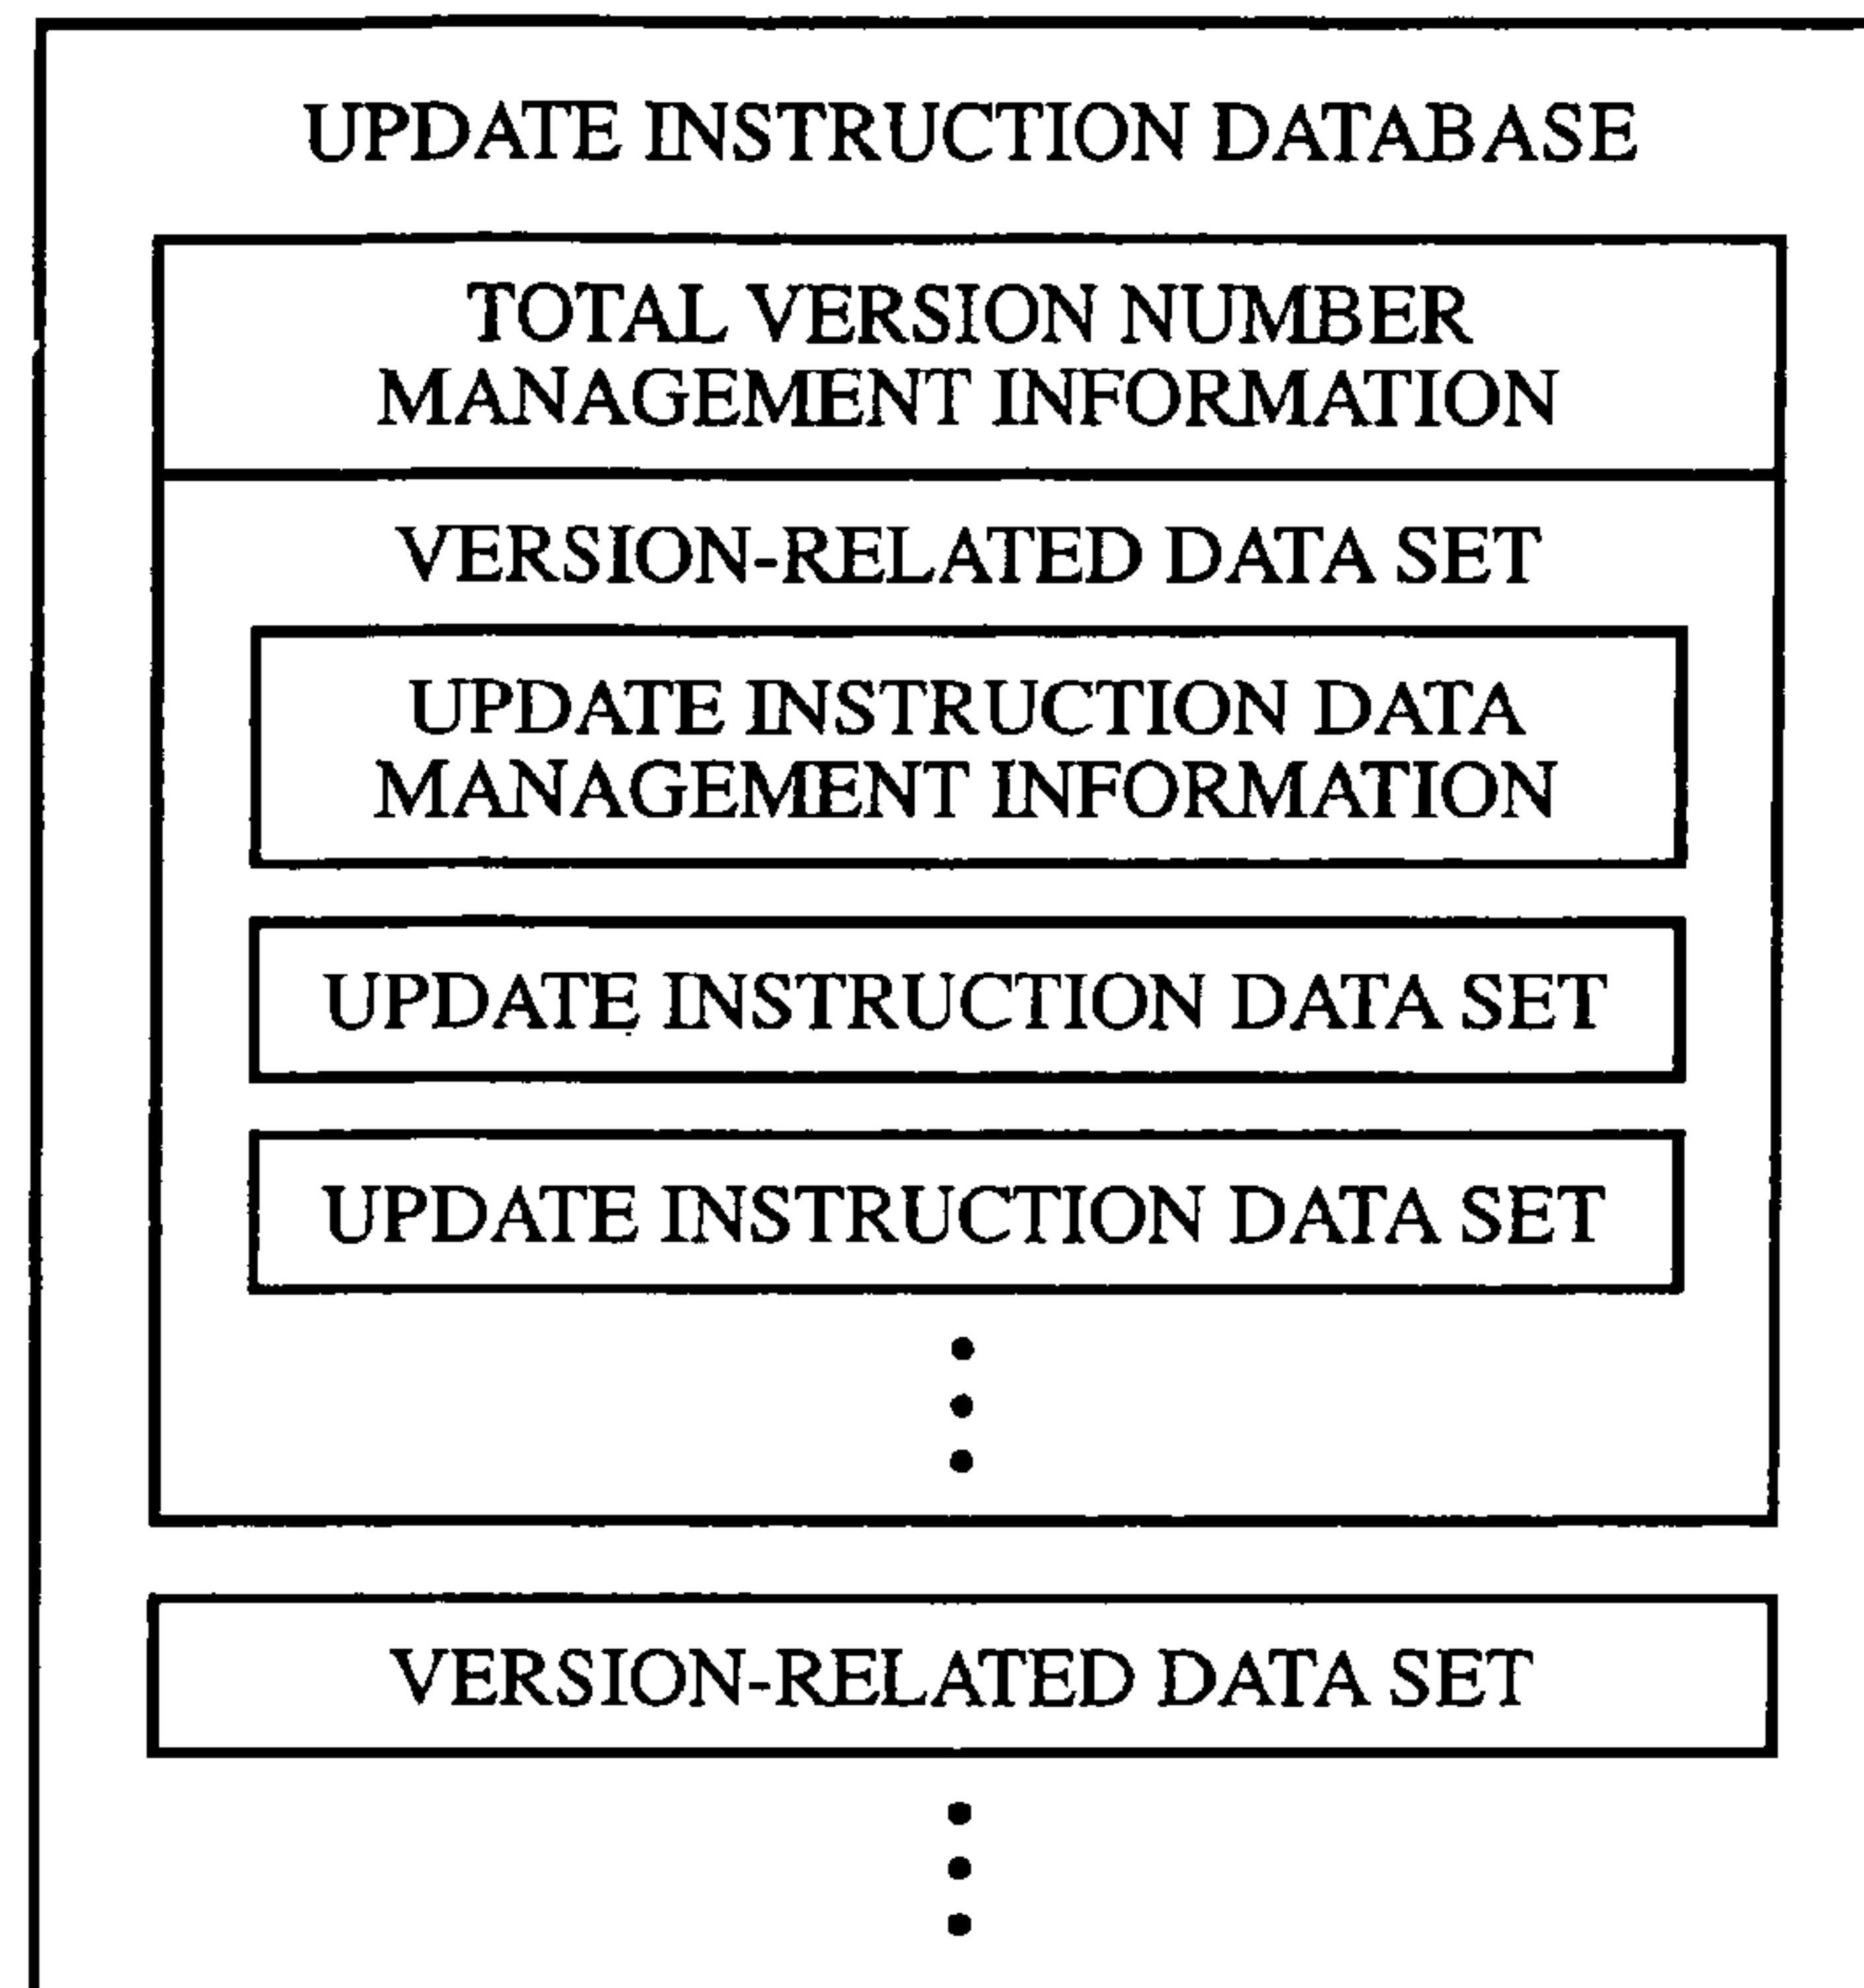 UPDATE INSTRUCTION DATABASE
TOTAL VERSION NUMBER
MANAGEMENT INFORMATION
VERSION-RELATED DATA SET
UPDATE INSTRUCTION DATA
MANAGEMENT INFORMATION
UPDATE INSTRUCTION DATA SET
UPDATE INSTRUCTION DATA SET
VERSION-RELATED DATA SET